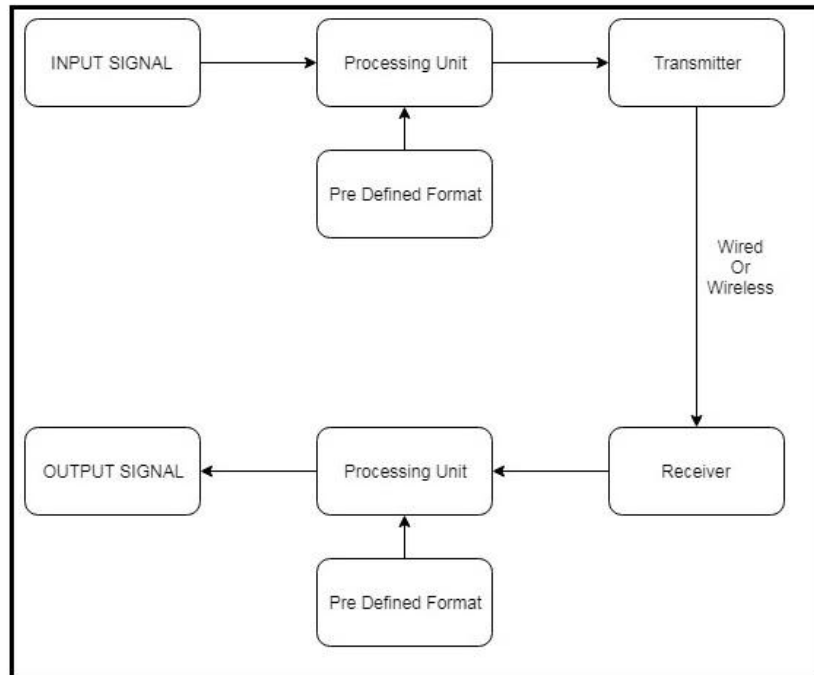 INPUT SIGNAL
Processing Unit
Transmitter
Pre Defined Format
Wired
Or
Wireless
OUTPUT SIGNAL
Processing Unit
Receiver
Pre Defined Format